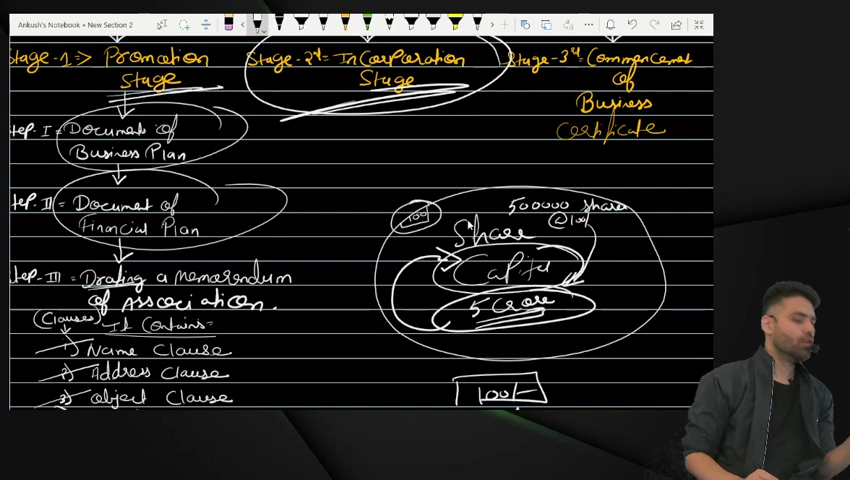 Ankush's Notebook » New Section 2
Stage-1=> Promotion
Stage
Stage-2nd=InCorporation
Stage
Stage-3rd=Commencement
of
Business
Certificate
Step-I=Document of
Business Plan
Step-II=Document of
Financial Plan
Step-III=Drafting a memorendum
of Association.
(Clauses) It Contains=
1) Name Clause
2) Address Clause
3) Object Clause
100
500000 share
@100/
Share
Capital
5 Crore
100/-